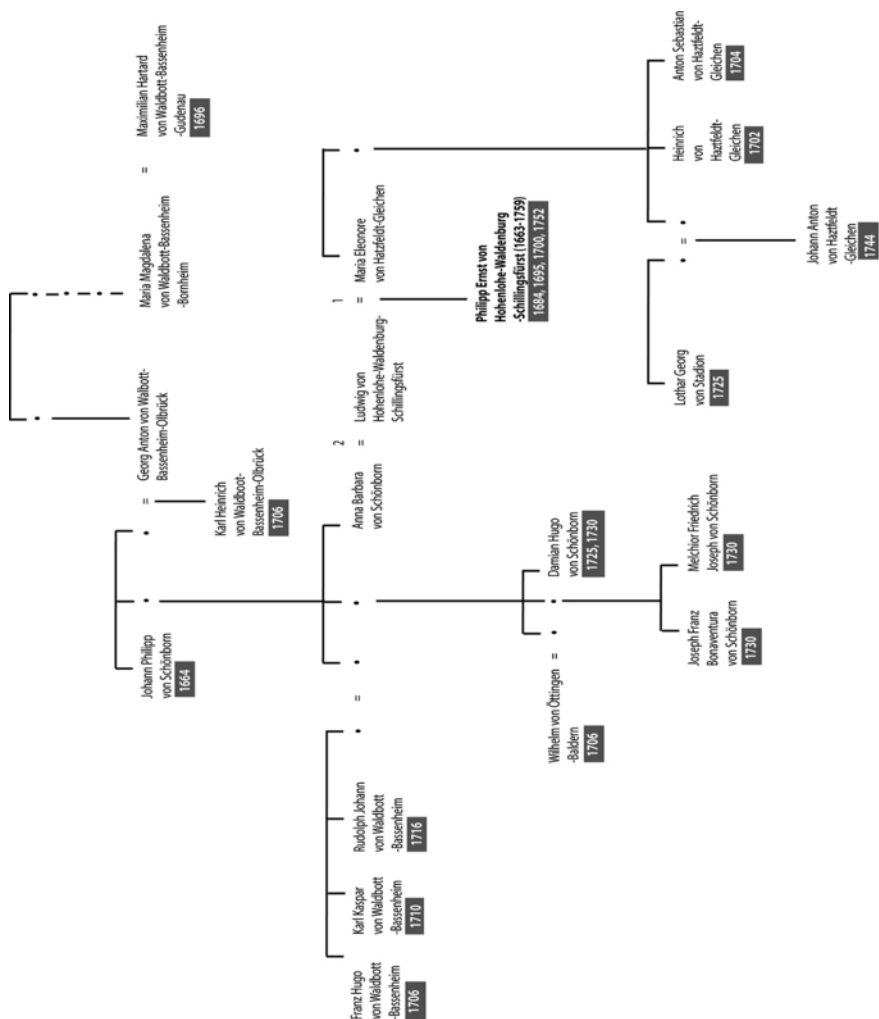 Johann Philipp
von Schönborn
1664
=
Georg Anton von Walbott-
Bassenheim-Olbrück
Maria Magdalena
von Waldbott-Bassenheim
-Bornheim
=
Maximilian Hartard
von Waldbott-Bassenheim
-Gudenau
1696
Karl Heinrich
von Waldboot-
Bassenheim-Olbrück
1706
Franz Hugo
von Waldbott
-Bassenheim
1706
Karl Kaspar
von Waldbott
-Bassenheim
1710
Rudolph Johann
von Waldbott
-Bassenheim
1716
=
Anna Barbara
von Schönborn
2
=
Ludwig von
Hohenlohe-Waldenburg-
Schillingsfürst
1
=
Maria Eleonore
von Hatzfeldt-Gleichen
Philipp Ernst von
Hohenlohe-Waldenburg
-Schillingsfürst (1663-1759)
1684, 1695, 1700, 1752
Wilhelm von Öttingen
-Baldern
1706
=
Damian Hugo
von Schönborn
1725, 1730
Lothar Georg
von Stadion
1725
=
Heinrich
von
Haztfeldt-
Gleichen
1702
Anton Sebastian
von Haztfeldt-
Gleichen
1704
Joseph Franz
Bonaventura
von Schönborn
1730
Melchior Friedrich
Joseph von Schönborn
1730
Johann Anton
von Haztfeldt
-Gleichen
1744